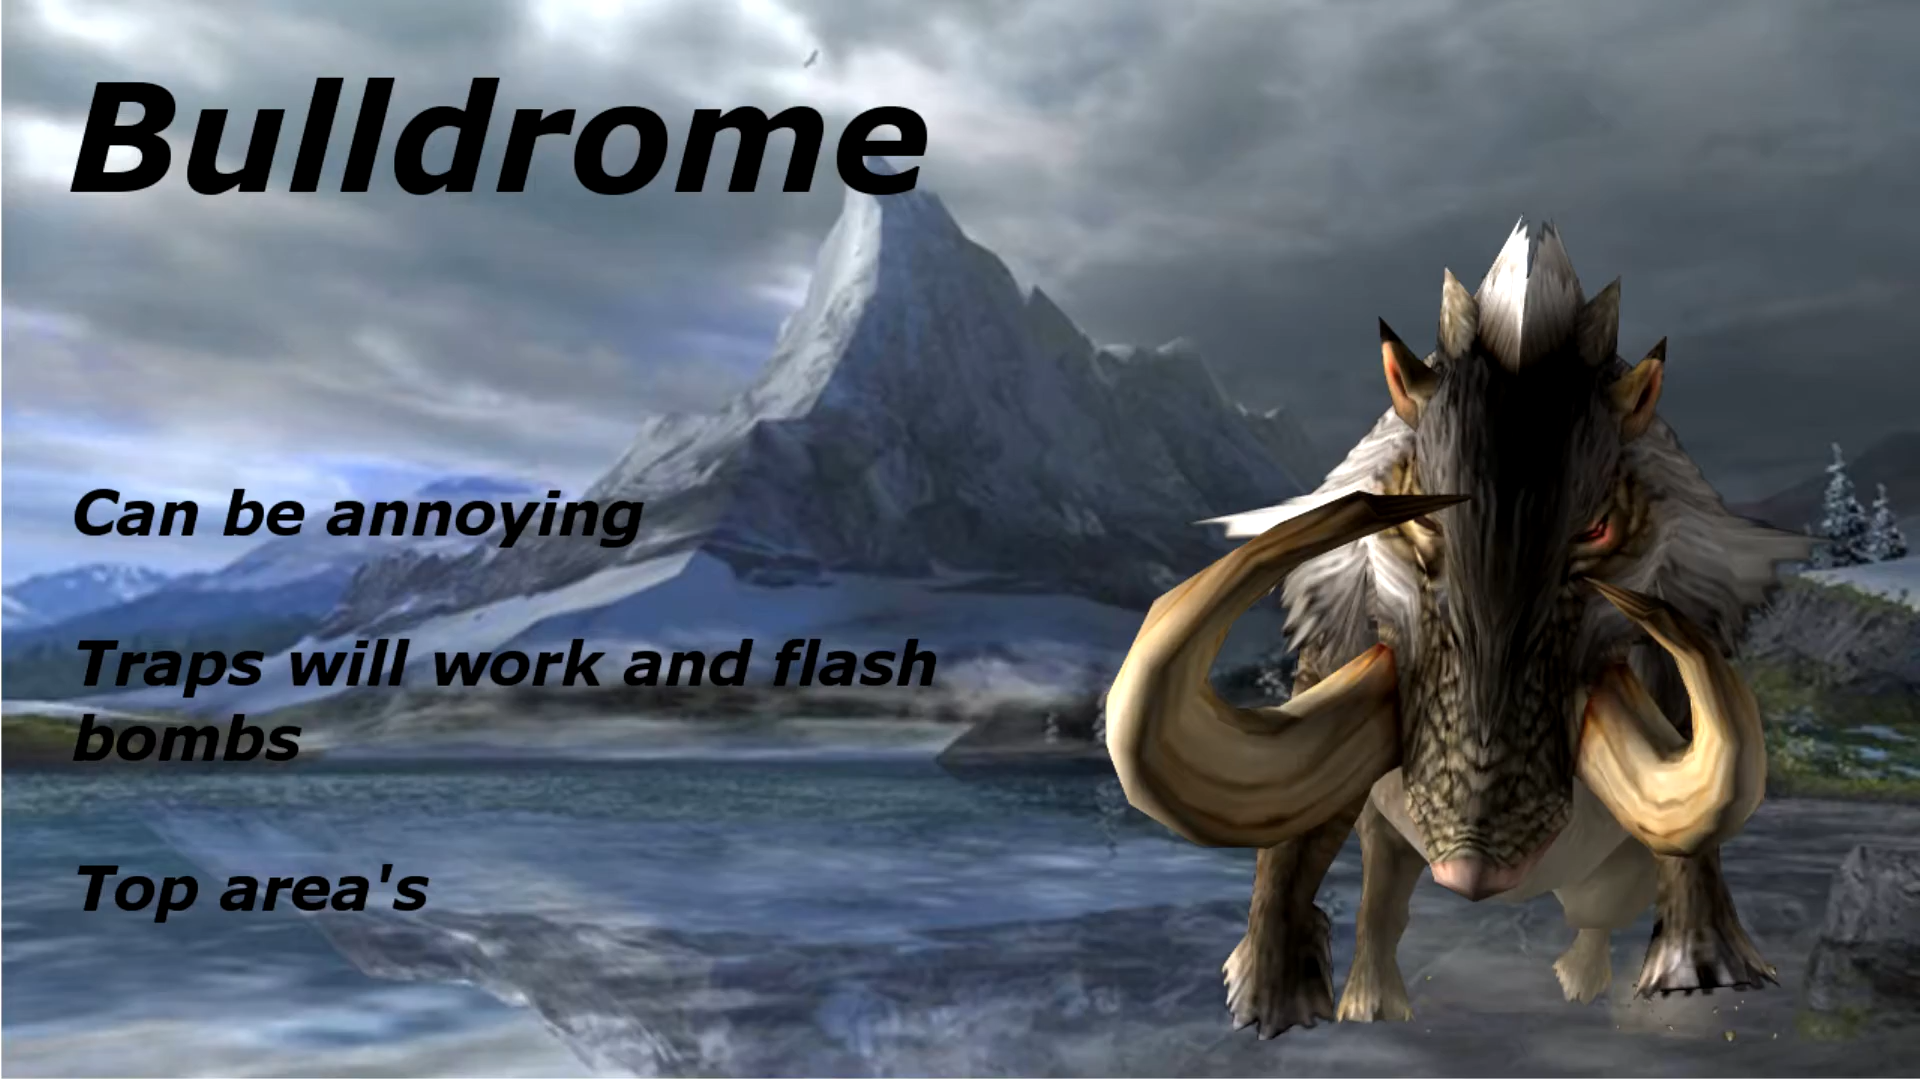 Bulldrome
Can be annoying
Traps will work and flash
bombs
Top area's